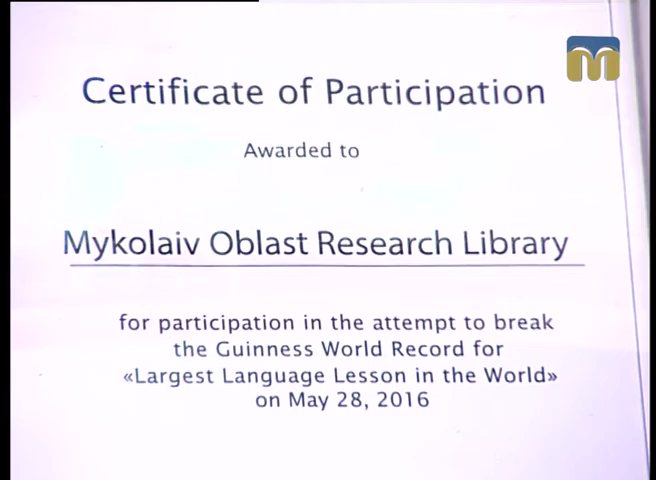 Certificate of Participation
Awarded to
Mykolaiv Oblast Research Library
for participation in the attempt to break
the Guinness World Record for
«Largest Language Lesson in the World»
on May 28, 2016